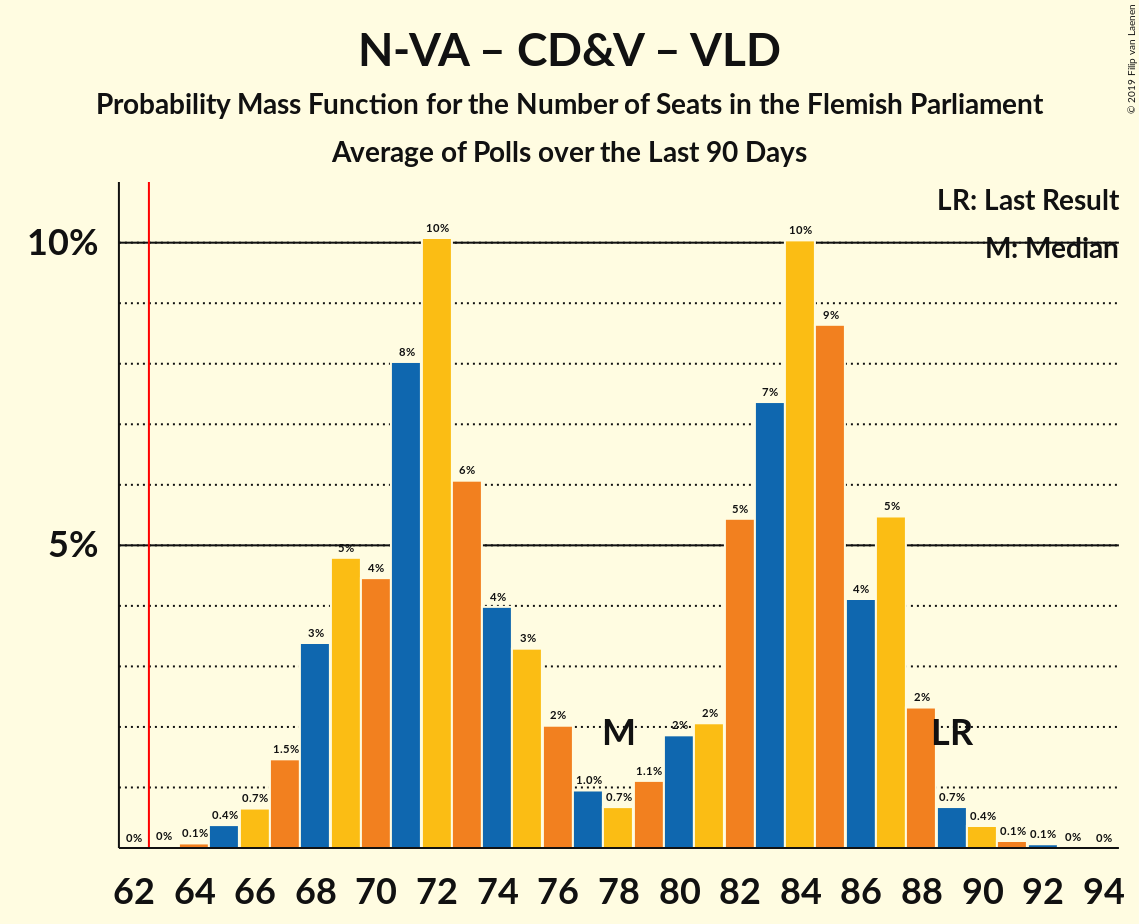 N-VA – CD&V – VLD
Probability Mass Function for the Number of Seats in the Flemish Parliament
Average of Polls over the Last 90 Days
© 2019 Filip van Laenen
LR: Last Result
M: Median
10%
5%
0% 0% 0.1% 0.4% 0.7% 1.5% 3% 5% 4% 8% 10% 6% 4% 3% 2% 1.0% 0.7% 1.1% 2% 2% 5% 7% 10% 9% 4% 5% 2% 0.7% 0.4% 0.1% 0.1% 0% 0%
M LR
62 64 66 68 70 72 74 76 78 80 82 84 86 88 90 92 94